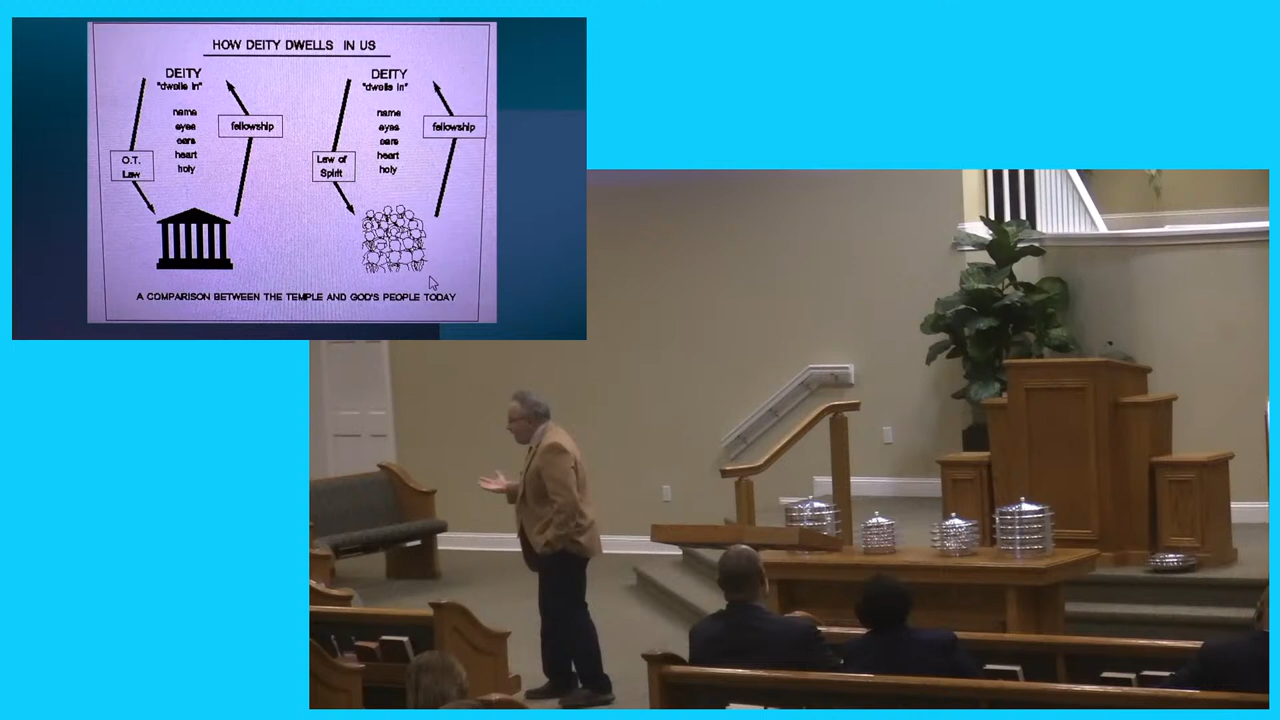 HOW DEITY DWELLS IN US
DEITY
"dwells in"
name
eyes
ears
heart
holy
fellowship
O.T.
Law
DEITY
"dwells in"
name
eyes
ears
heart
holy
fellowship
Law of
Spirit
A COMPARISON BETWEEN THE TEMPLE AND GOD'S PEOPLE TODAY